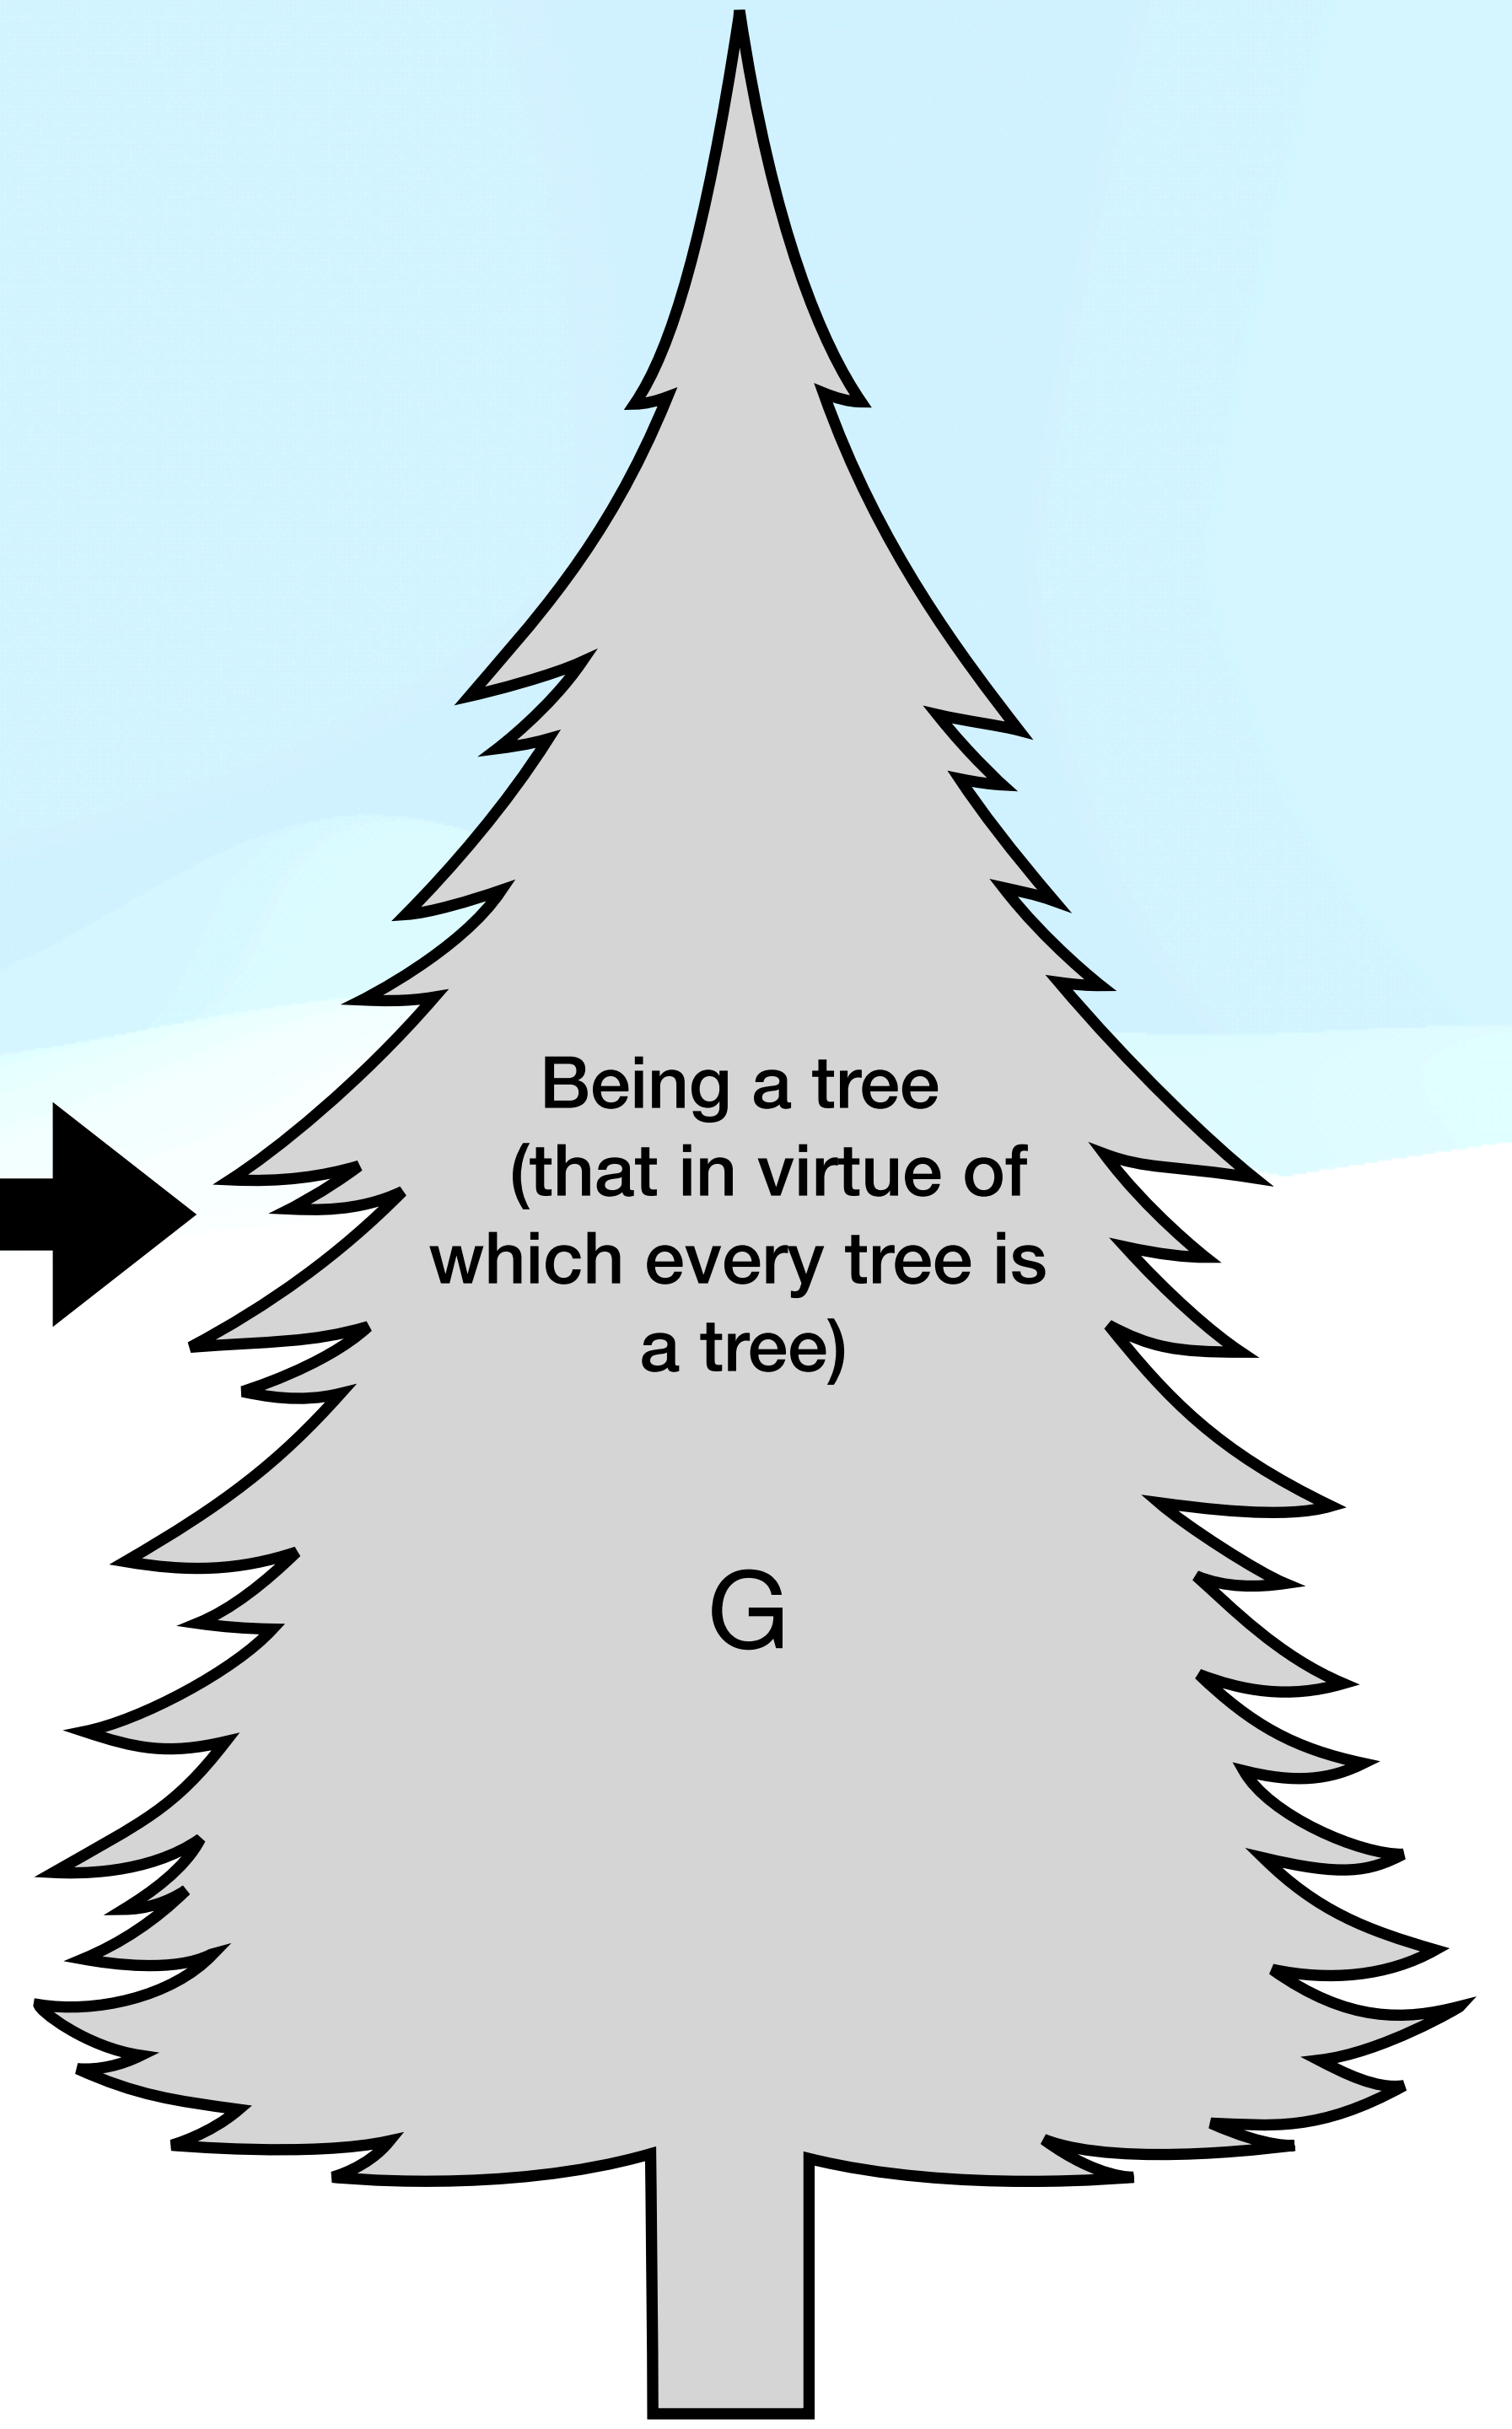 Being a tree
(that in virtue of
which every tree is
a tree)
G